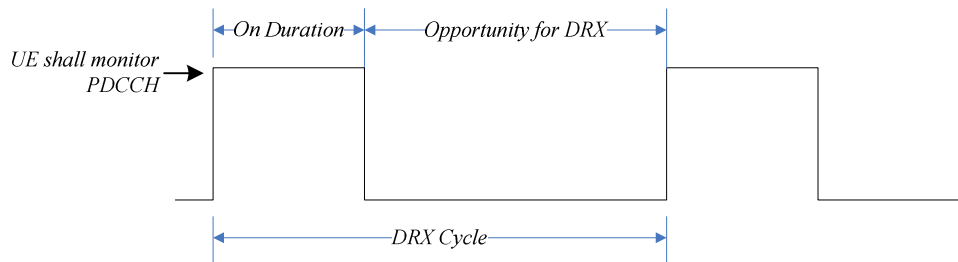 On Duration
Opportunity for DRX
UE shall monitor
PDCCH
DRX Cycle